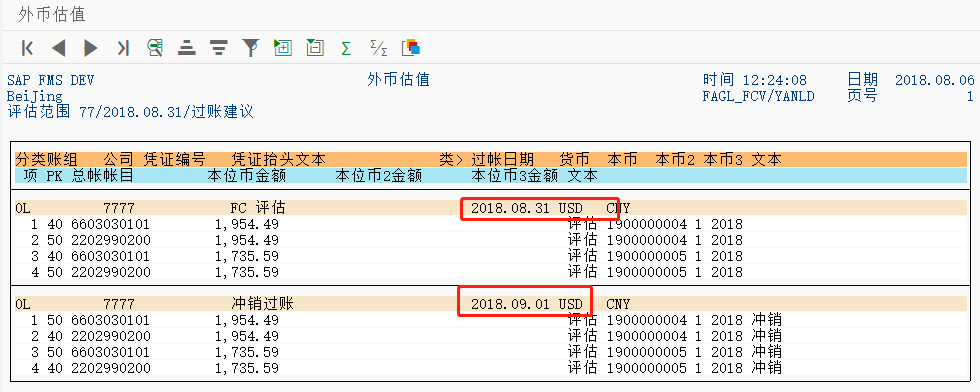 外币估值
SAP FMS DEV 外币估值 时间 12:24:08 日期 2018.08.06
BeiJing FAGL_FCV/YANLD 页号 1
评估范围 77/2018.08.31/过账建议
分类账组 公司 凭证编号 凭证抬头文本 类> 过帐日期 货币 本币 本币2 本币3 文本
项 PK 总帐帐目 本位币金额 本位币2金额 本位币3金额 文本
0L 7777 FC 评估 2018.08.31 USD CNY
1 40 6603030101 1,954.49 评估 1900000004 1 2018
2 50 2202990200 1,954.49 评估 1900000004 1 2018
3 40 6603030101 1,735.59 评估 1900000005 1 2018
4 50 2202990200 1,735.59 评估 1900000005 1 2018
0L 7777 冲销过账 2018.09.01 USD CNY
1 50 6603030101 1,954.49 评估 1900000004 1 2018 冲销
2 40 2202990200 1,954.49 评估 1900000004 1 2018 冲销
3 50 6603030101 1,735.59 评估 1900000005 1 2018 冲销
4 40 2202990200 1,735.59 评估 1900000005 1 2018 冲销